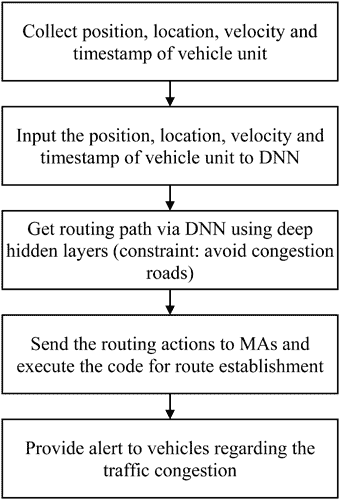 Collect position, location, velocity and
timestamp of vehicle unit
Input the position, location, velocity and
timestamp of vehicle unit to DNN
Get routing path via DNN using deep
hidden layers (constraint: avoid congestion
roads)
Send the routing actions to MAs and
execute the code for route establishment
Provide alert to vehicles regarding the
traffic congestion